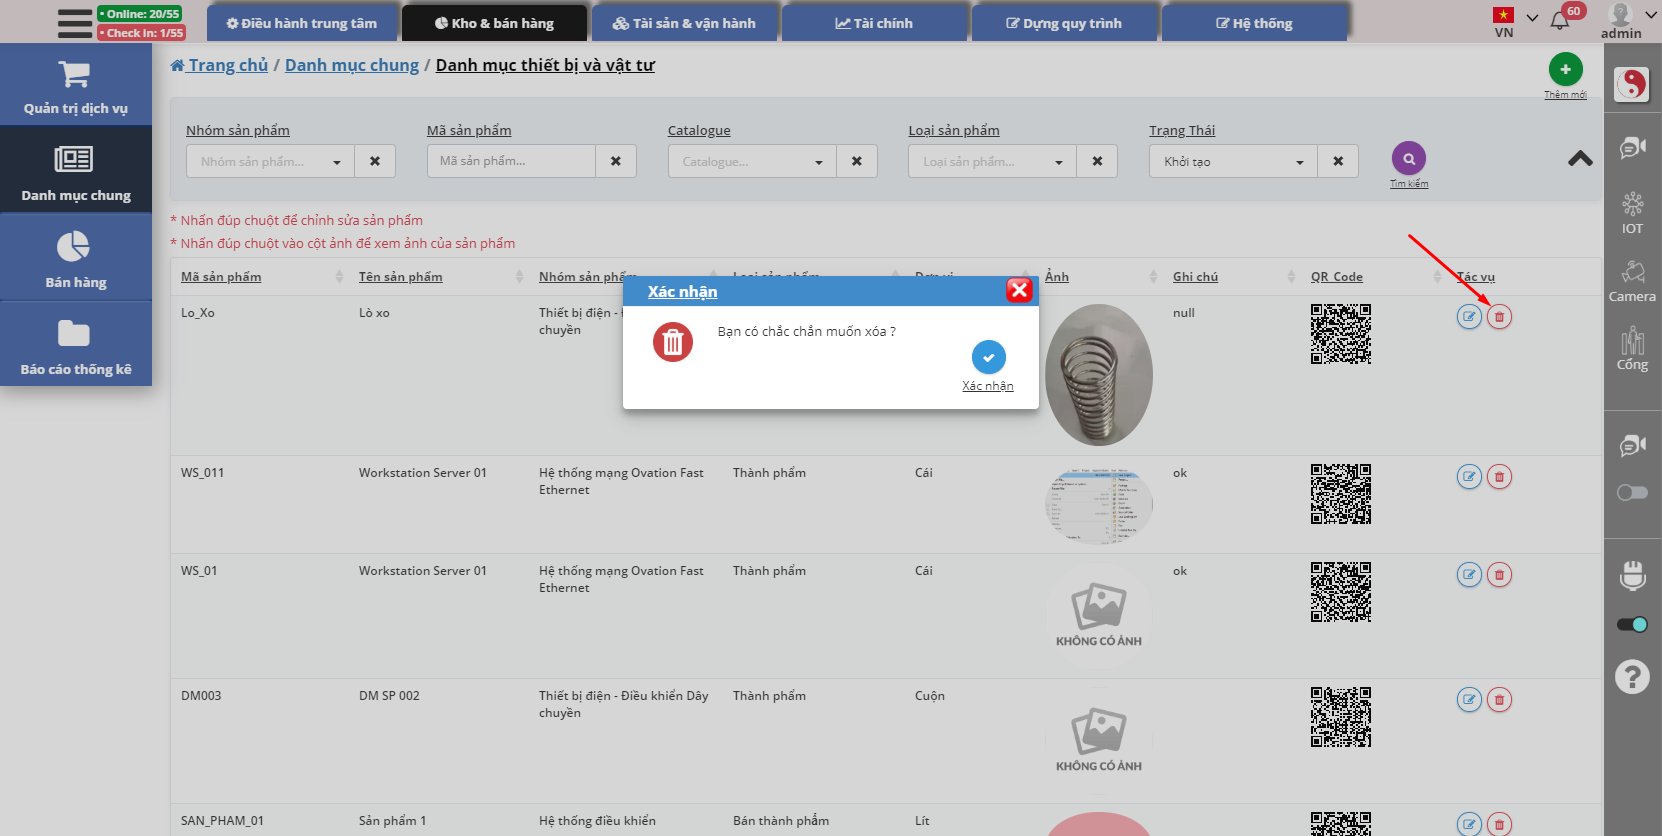 Online: 20/55
Check in: 1/55
Điều hành trung tâm
Kho & bán hàng
Tài sản & vận hành
Tài chính
Dựng quy trình
Hệ thống
VN
60
admin
Quản trị dịch vụ
Danh mục chung
Bán hàng
Báo cáo thống kê
Trang chủ / Danh mục chung / Danh mục thiết bị và vật tư
Thêm mới
Nhóm sản phẩm
Mã sản phẩm
Catalogue
Loại sản phẩm
Trạng Thái
Nhóm sản phẩm...
Mã sản phẩm...
Catalogue...
Loại sản phẩm...
Khởi tạo
Tìm kiếm
* Nhấn đúp chuột để chỉnh sửa sản phẩm
* Nhấn đúp chuột vào cột ảnh để xem ảnh của sản phẩm
Mã sản phẩm
Tên sản phẩm
Nhóm sản phẩm
Loại sản phẩm
Đơn vị
Ảnh
Ghi chú
QR_Code
Tác vụ
Lo_Xo
Lò xo
Thiết bị điện -
chuyền
null
Xác nhận
Bạn có chắc chắn muốn xóa ?
Xác nhận
WS_011
Workstation Server 01
Hệ thống mạng Ovation Fast
Ethernet
Thành phẩm
Cái
ok
WS_01
Workstation Server 01
Hệ thống mạng Ovation Fast
Ethernet
Thành phẩm
Cái
KHÔNG CÓ ẢNH
ok
DM003
DM SP 002
Thiết bị điện - Điều khiển Dây
chuyền
Thành phẩm
Cuộn
KHÔNG CÓ ẢNH
SAN_PHAM_01
Sản phẩm 1
Hệ thống điều khiển
Bán thành phẩm
Lít
IOT
Camera
Cổng